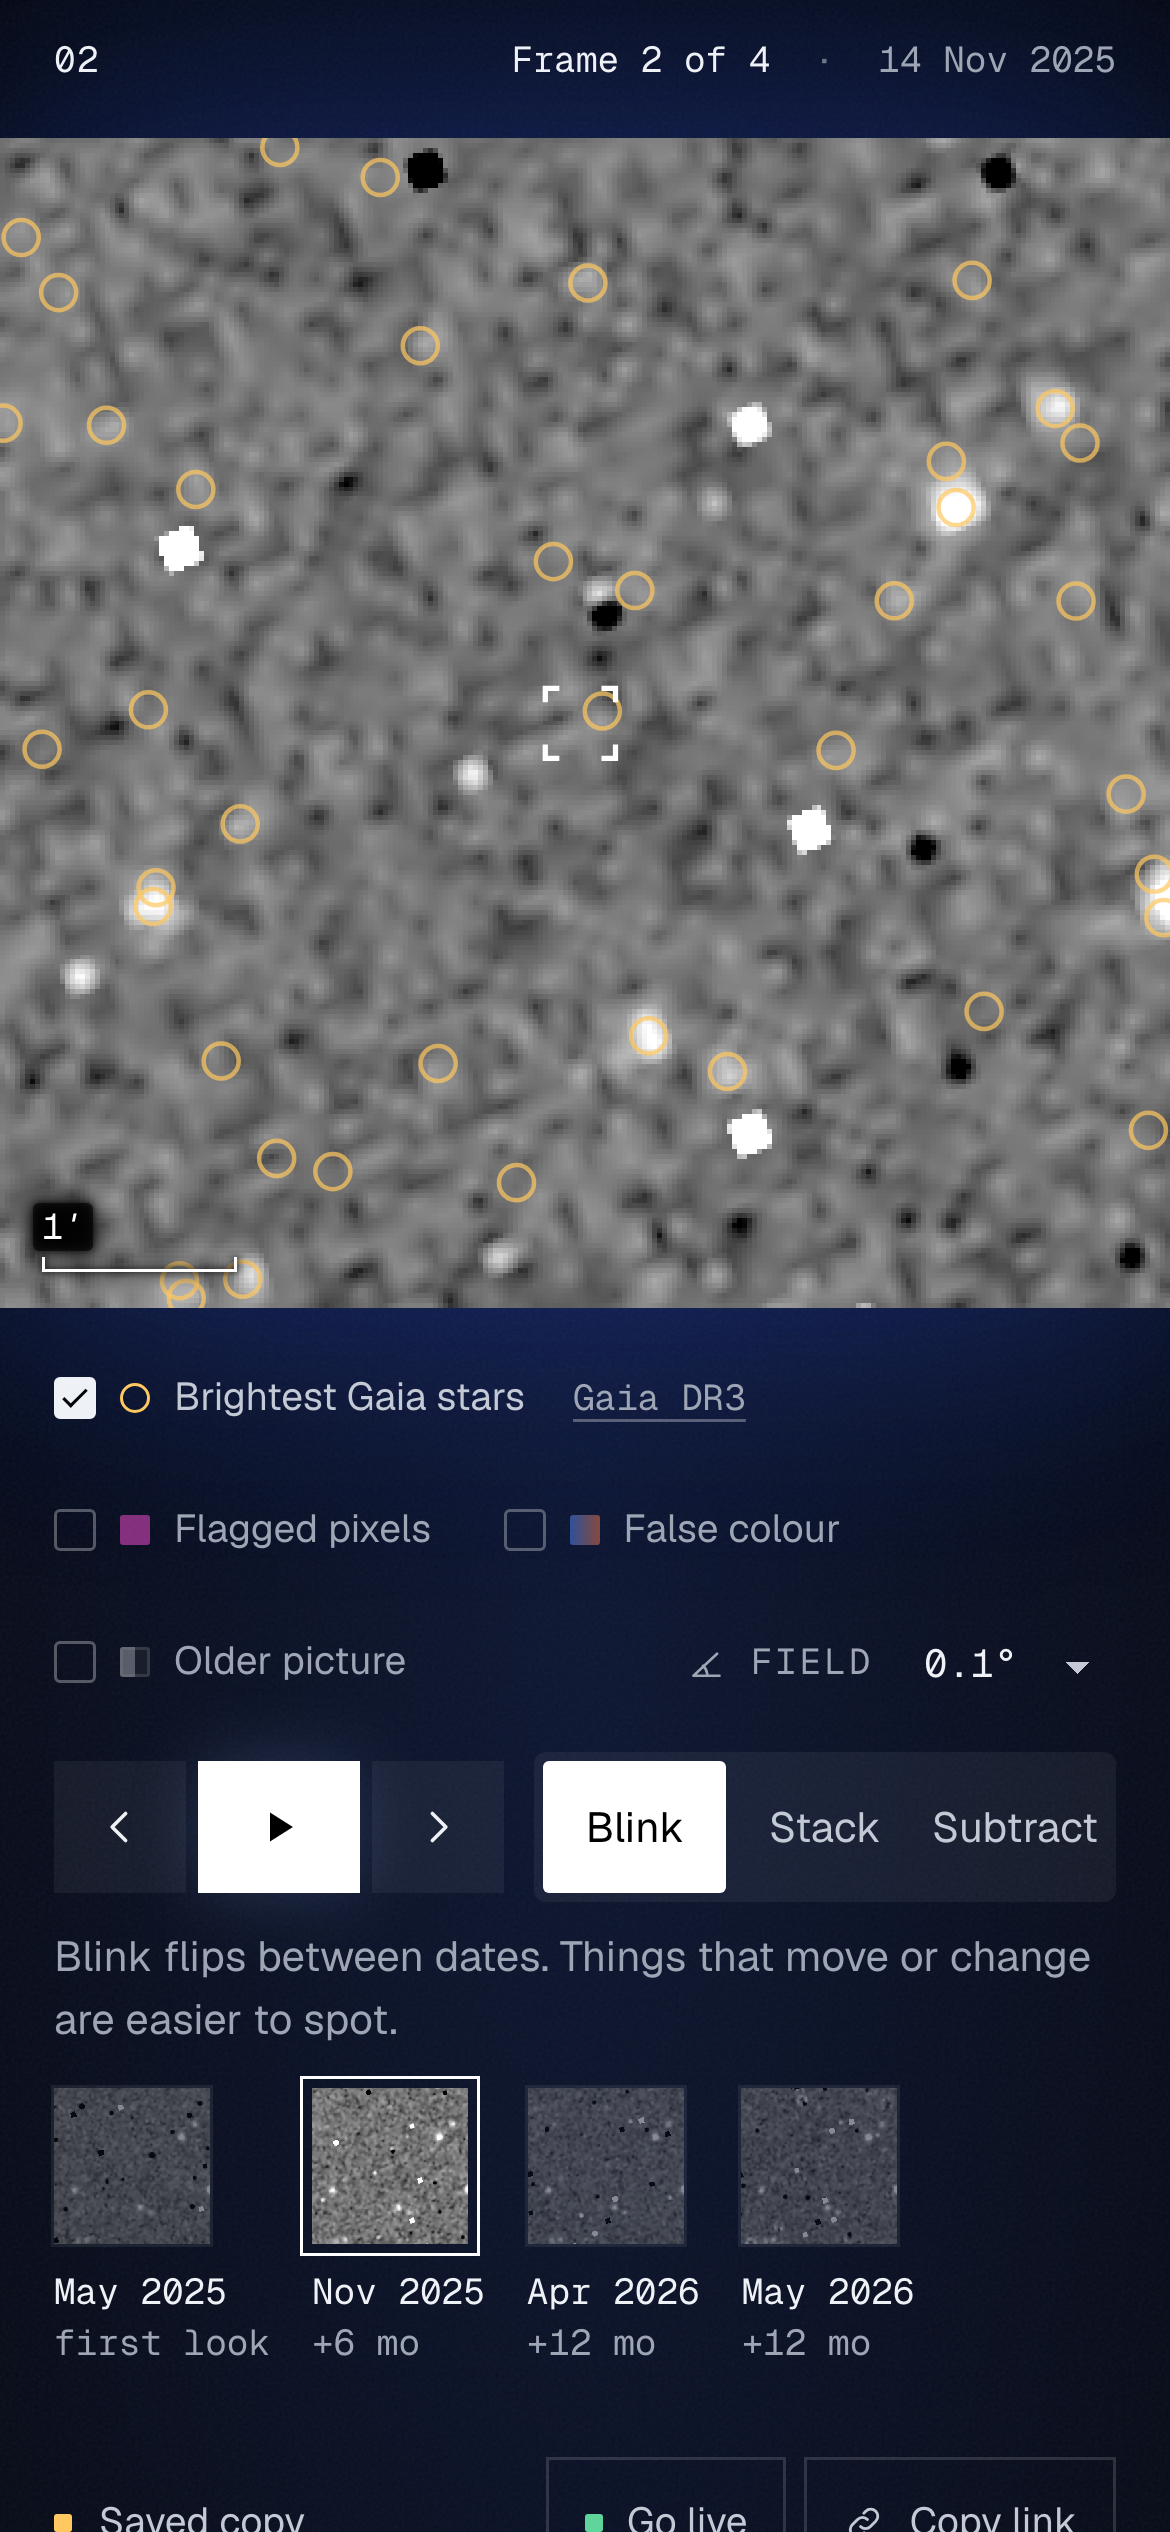 02 Frame 2 of 4 · 14 Nov 2025
1′
Brightest Gaia stars Gaia DR3
Flagged pixels False colour
Older picture FIELD 0.1°
Blink Stack Subtract
Blink flips between dates. Things that move or change
are easier to spot.
May 2025 Nov 2025 Apr 2026 May 2026
first look +6 mo +12 mo +12 mo
Saved copy Go live Copy link